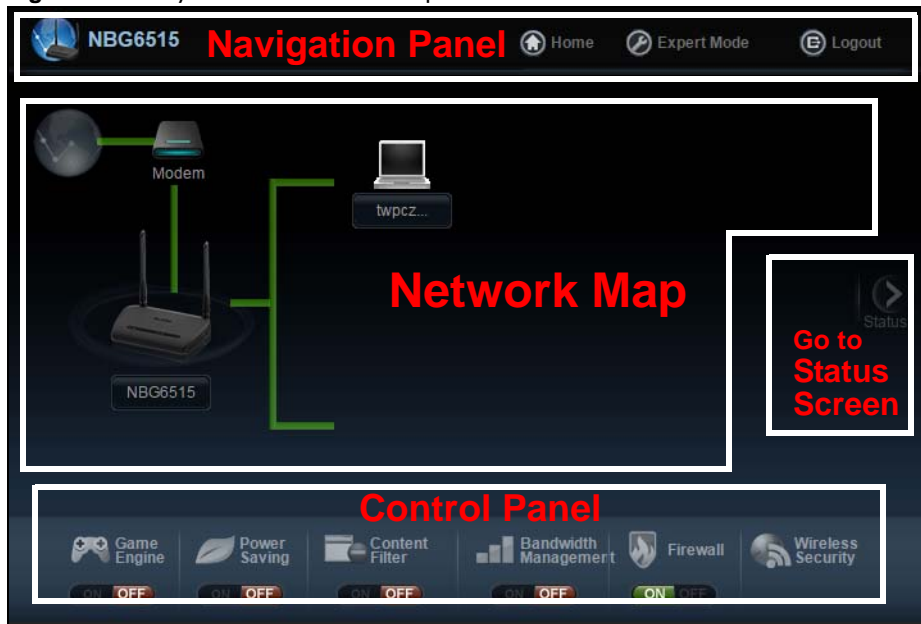 NBG6515 Navigation Panel Home Expert Mode Logout
Modem
twpcz...
Network Map
NBG6515
Status
Go to
Status
Screen
Control Panel
Game
Engine
Power
Saving
Content
Filter
Bandwidth
Management
Firewall
Wireless
Security
ON OFF
ON OFF
ON OFF
ON OFF
ON OFF